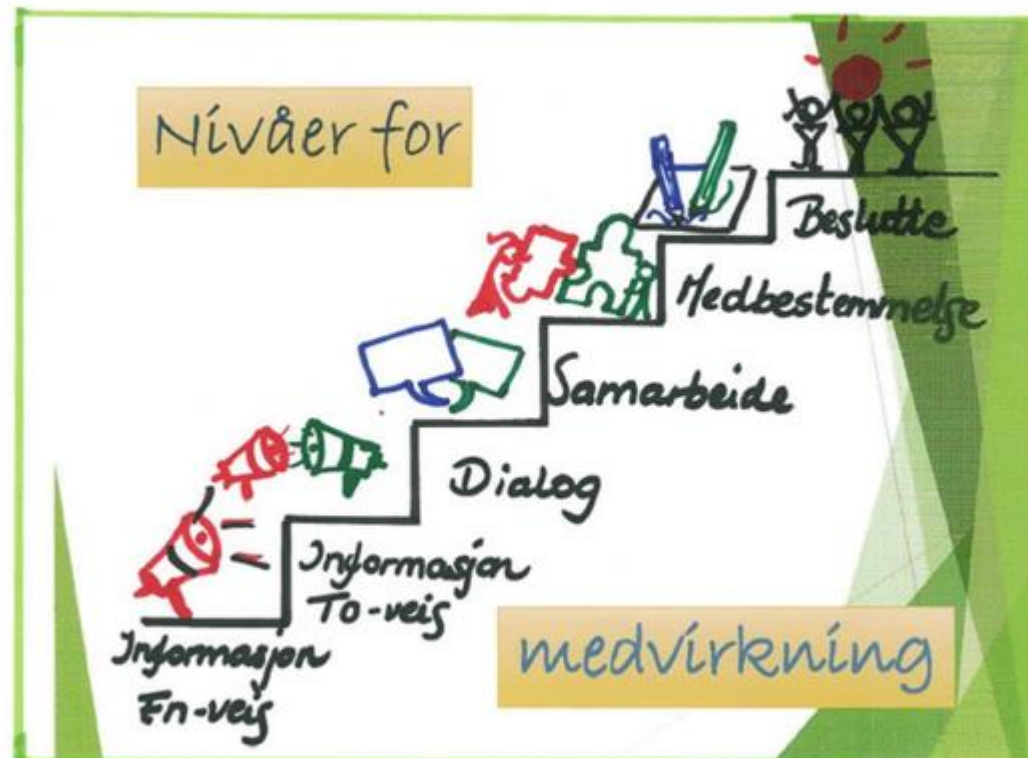 Nivåer for
Beslutte
Medbestemmelse
Samarbeide
Dialog
Informasjon
To-veis
Informasjon
En-veis
medvirkning